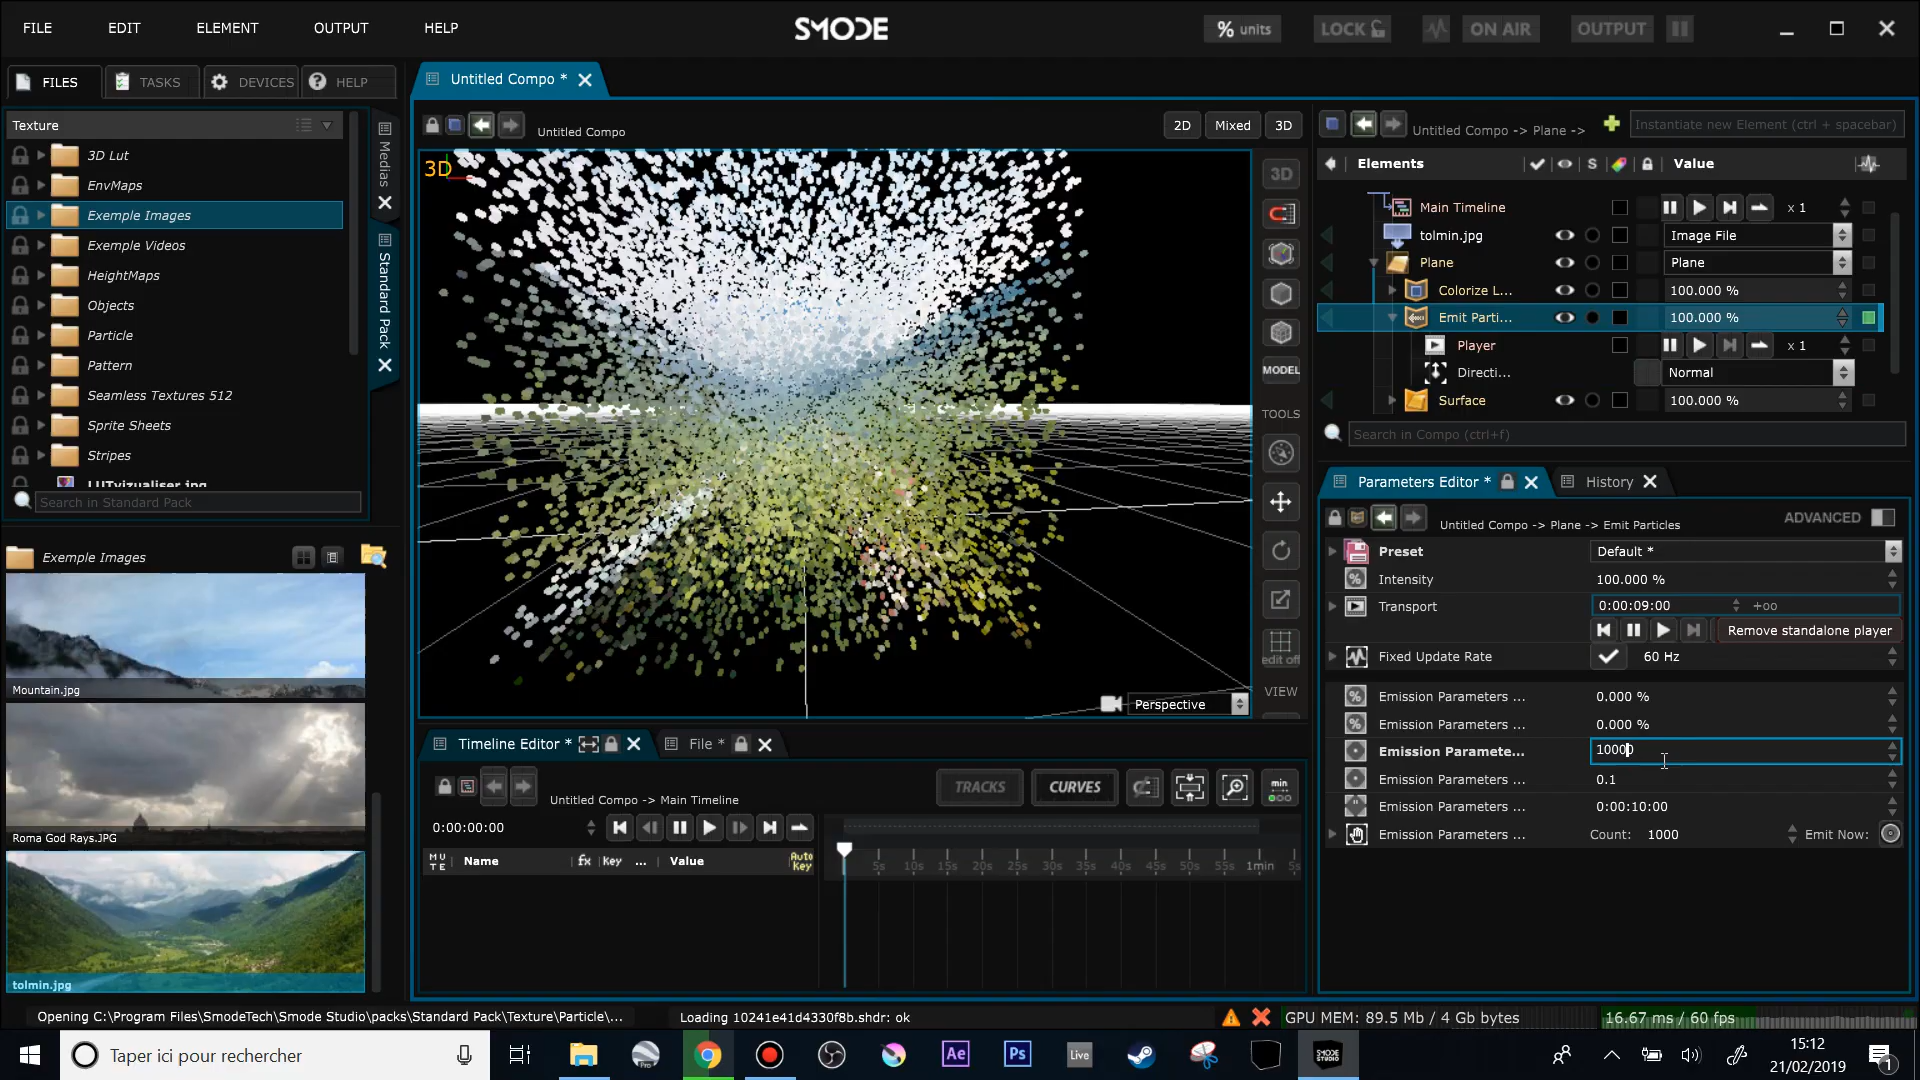 FILE EDIT ELEMENT OUTPUT HELP
SMODE
% units LOCK ON AIR OUTPUT
FILES TASKS DEVICES HELP
Texture
3D Lut
EnvMaps
Exemple Images
Exemple Videos
HeightMaps
Objects
Particle
Pattern
Seamless Textures 512
Sprite Sheets
Stripes
LUTvizualiser.jpg
Search in Standard Pack
Medias
Standard Pack
Exemple Images
Mountain.jpg
Roma God Rays.JPG
tolmin.jpg
Untitled Compo *
Untitled Compo
2D Mixed 3D
3D
Perspective
3D
MODEL
TOOLS
edit off
VIEW
Timeline Editor * File *
Untitled Compo -> Main Timeline
TRACKS CURVES min
0:00:00:00
MUTE Name fx Key ... Value Auto Key
5s 10s 15s 20s 25s 30s 35s 40s 45s 50s 55s 1min 5s
Untitled Compo -> Plane -> Instantiate new Element (ctrl + spacebar)
Elements S Value
Main Timeline x 1
tolmin.jpg Image File
Plane Plane
Colorize L... 100.000 %
Emit Parti... 100.000 %
Player x 1
Directi... Normal
Surface 100.000 %
Search in Compo (ctrl+f)
Parameters Editor * History
Untitled Compo -> Plane -> Emit Particles ADVANCED
Preset Default *
Intensity 100.000 %
Transport 0:00:09:00 +oo
Remove standalone player
Fixed Update Rate 60 Hz
Emission Parameters ... 0.000 %
Emission Parameters ... 0.000 %
Emission Paramete... 10000
Emission Parameters ... 0.1
Emission Parameters ... 0:00:10:00
Emission Parameters ... Count: 1000 Emit Now:
Opening C:\Program Files\SmodeTech\Smode Studio\packs\Standard Pack\Texture\Particle\... Loading 10241e41d4330f8b.shdr: ok GPU MEM: 89.5 Mb / 4 Gb bytes 16.67 ms / 60 fps
Taper ici pour rechercher
Pro
Ae
Ps
Live
SMODE STUDIO
15:12
21/02/2019
1